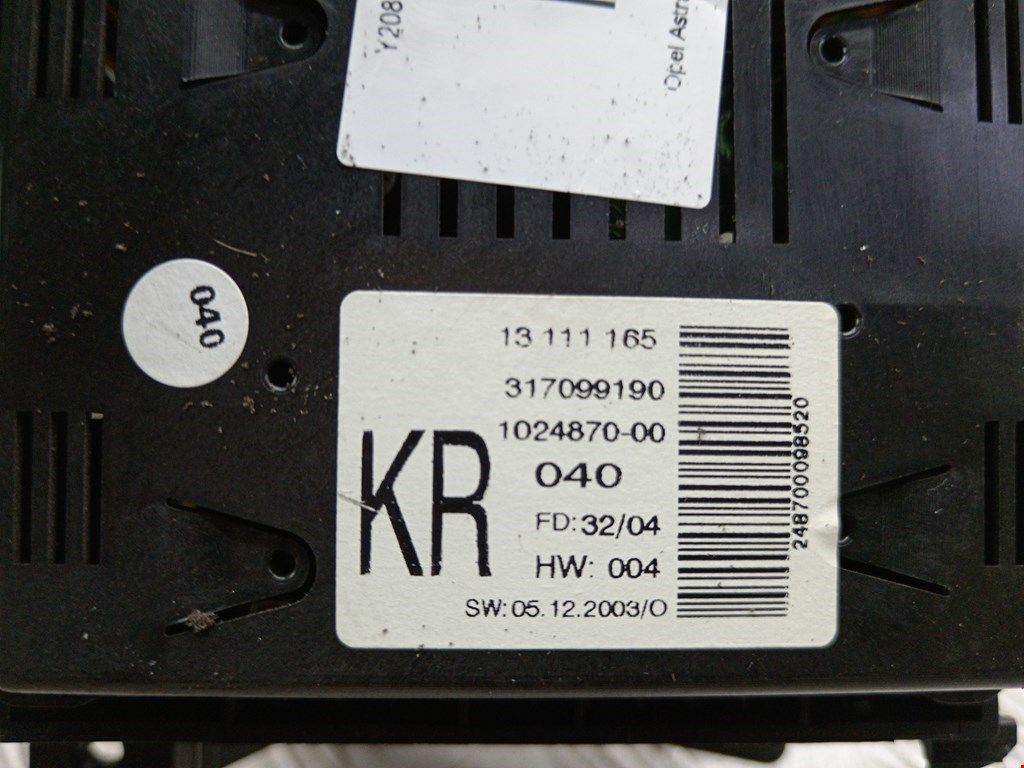 Y208
Opel Astra
040
13 111 165
317099190
1024870-00
KR
040
FD: 32/04
HW: 004
SW: 05.12.2003/O
248700098520